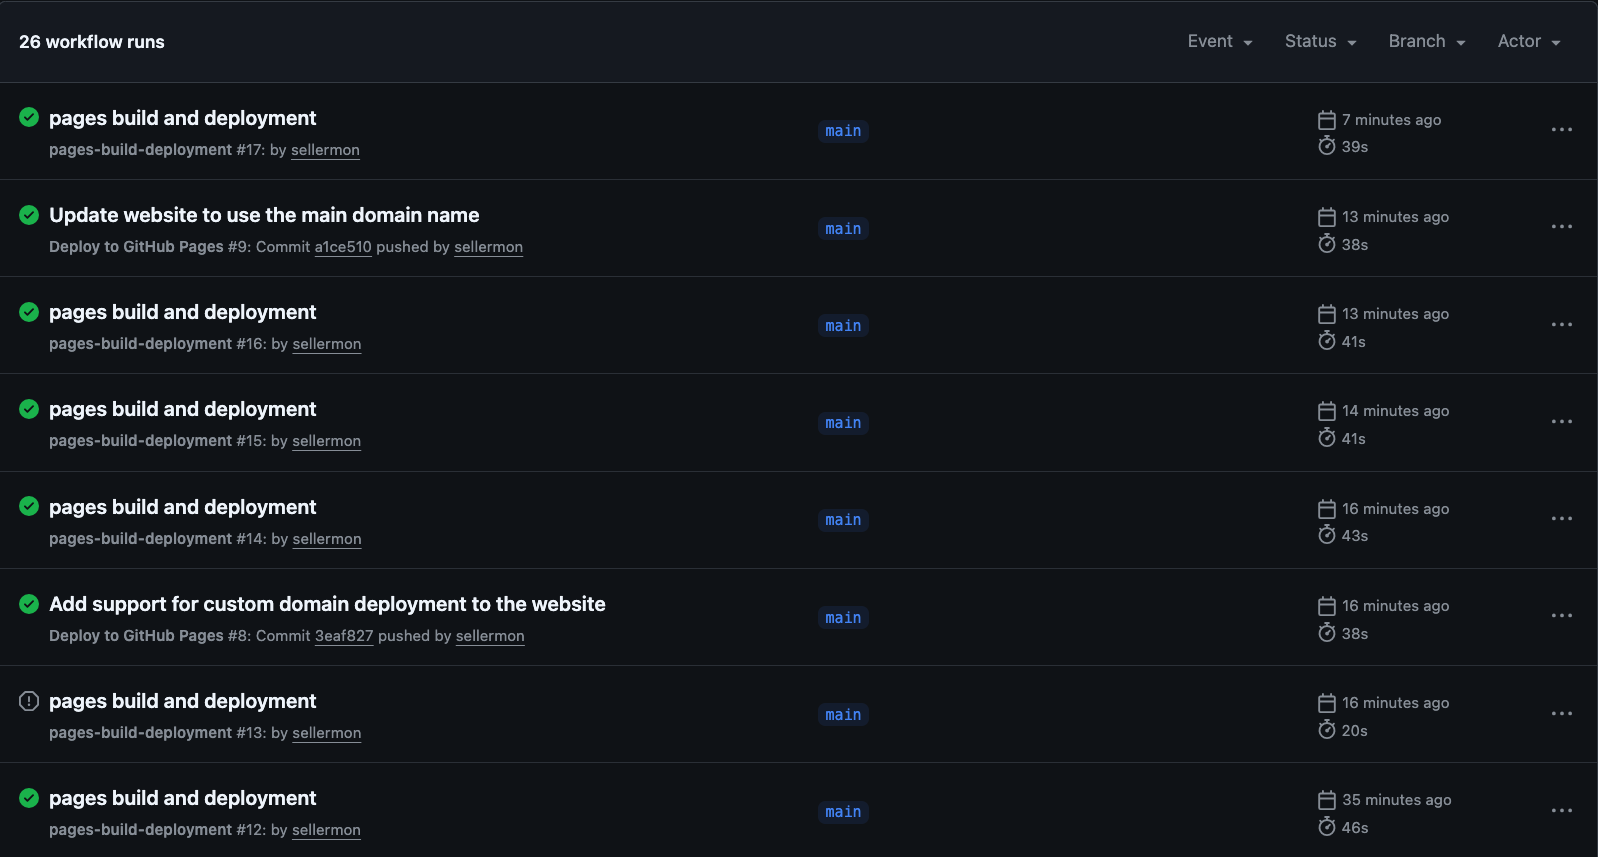 26 workflow runs
Event Status Branch Actor
pages build and deployment
pages-build-deployment #17: by sellermon
main
7 minutes ago
39s
Update website to use the main domain name
Deploy to GitHub Pages #9: Commit a1ce510 pushed by sellermon
main
13 minutes ago
38s
pages build and deployment
pages-build-deployment #16: by sellermon
main
13 minutes ago
41s
pages build and deployment
pages-build-deployment #15: by sellermon
main
14 minutes ago
41s
pages build and deployment
pages-build-deployment #14: by sellermon
main
16 minutes ago
43s
Add support for custom domain deployment to the website
Deploy to GitHub Pages #8: Commit 3eaf827 pushed by sellermon
main
16 minutes ago
38s
pages build and deployment
pages-build-deployment #13: by sellermon
main
16 minutes ago
20s
pages build and deployment
pages-build-deployment #12: by sellermon
main
35 minutes ago
46s